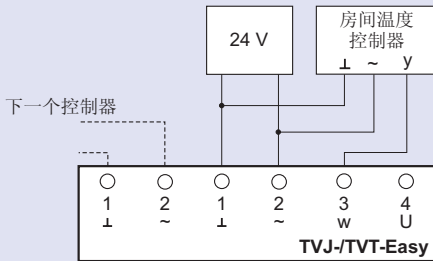 24 V
房间温度
控制器
⊥ ~ y
下一个控制器
1 2 1 2 3 4
⊥ ~ ⊥ ~ w U
TVJ-/TVT-Easy